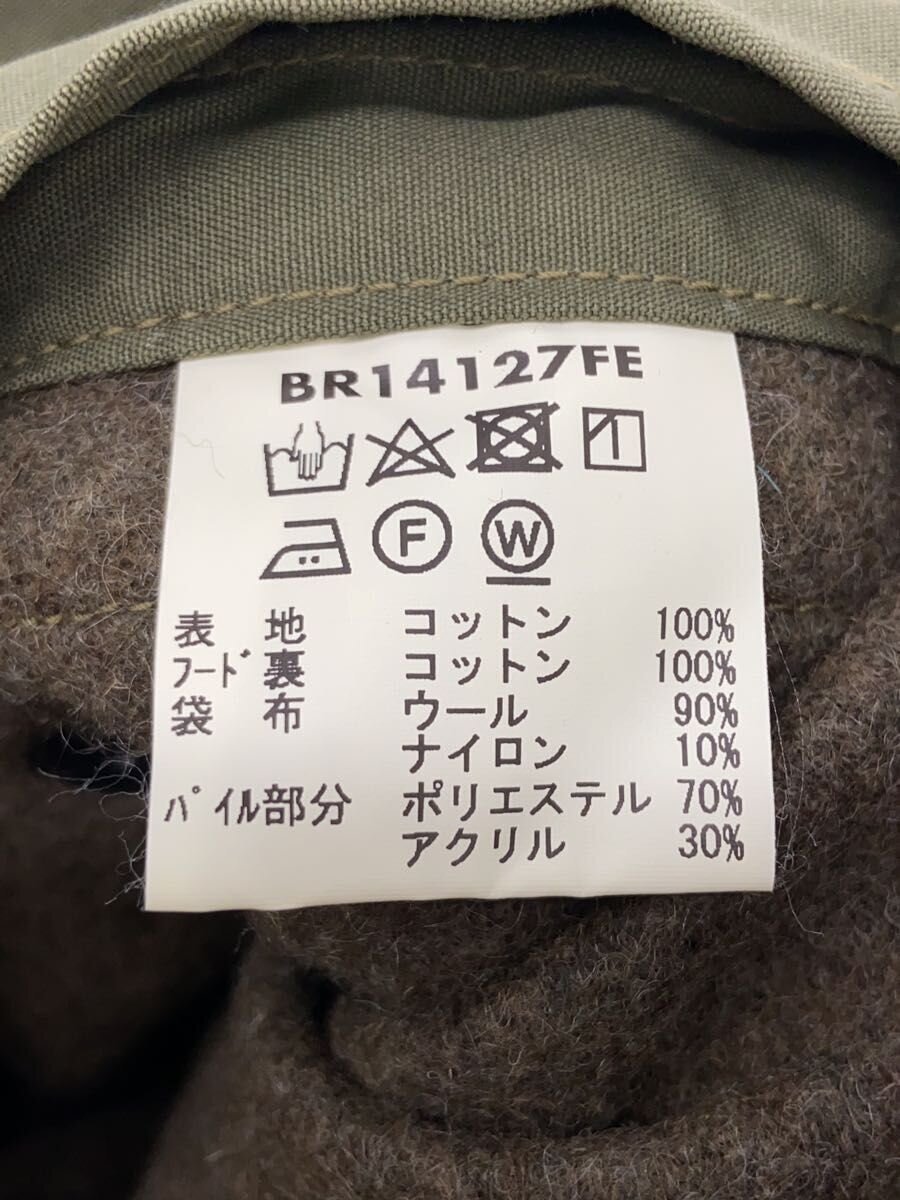 BR14127FE
F W
表 地 コットン 100%
フード 裏 コットン 100%
袋 布 ウール 90%
ナイロン 10%
パイル部分 ポリエステル 70%
アクリル 30%